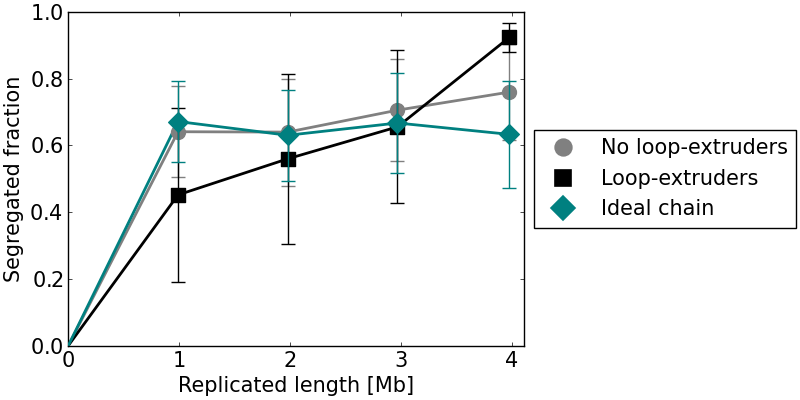 1.0
0.8
0.6
0.4
0.2
0.0
Segregated fraction
0 1 2 3 4
Replicated length [Mb]
No loop-extruders
Loop-extruders
Ideal chain